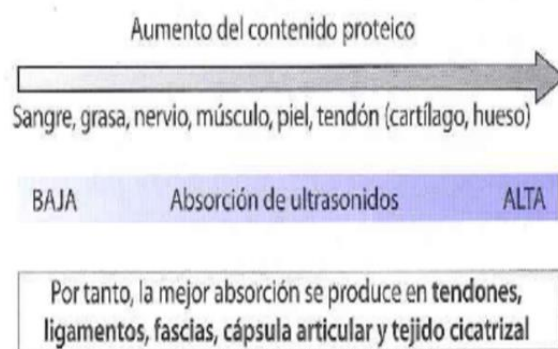 Aumento del contenido proteico
Sangre, grasa, nervio, músculo, piel, tendón (cartílago, hueso)
BAJA Absorción de ultrasonidos ALTA
Por tanto, la mejor absorción se produce en tendones,
ligamentos, fascias, cápsula articular y tejido cicatrizal